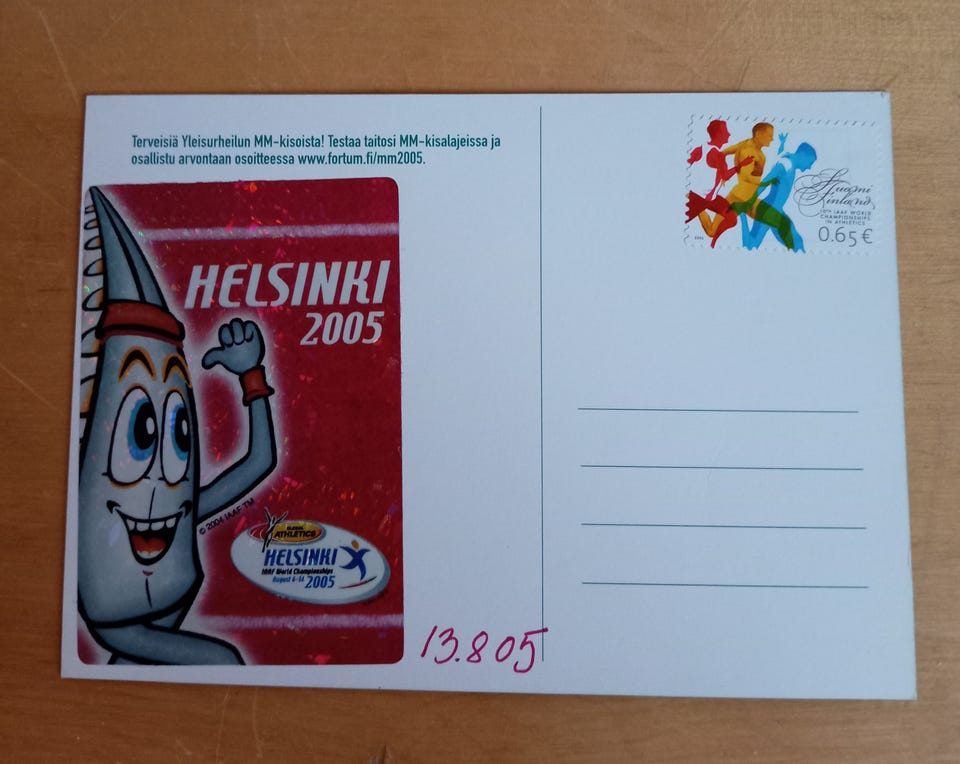 Terveisiä Yleisurheilun MM-kisoista! Testaa taitosi MM-kisalajeissa ja
osallistu arvontaan osoitteessa www.fortum.fi/mm2005.
Suomi
Finland
10TH IAAF WORLD
CHAMPIONSHIPS
IN ATHLETICS
0.65€
HELSINKI
2005
© 2004 IAAF TM
ATHLETICS
HELSINKI
IAAF World Championships
August 6-14 2005
13.8 05